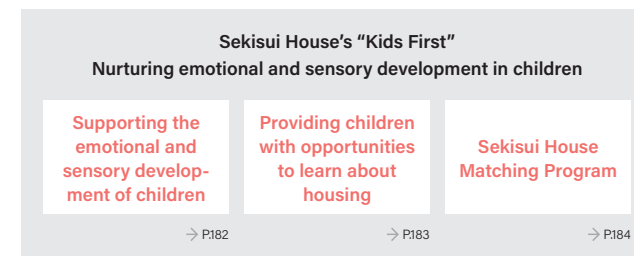 Sekisui House's “Kids First”
Nurturing emotional and sensory development in children
Supporting the
emotional and
sensory develop-
ment of children
Providing children
with opportunities
to learn about
housing
Sekisui House
Matching Program
→ P.182
→ P.183
→ P.184